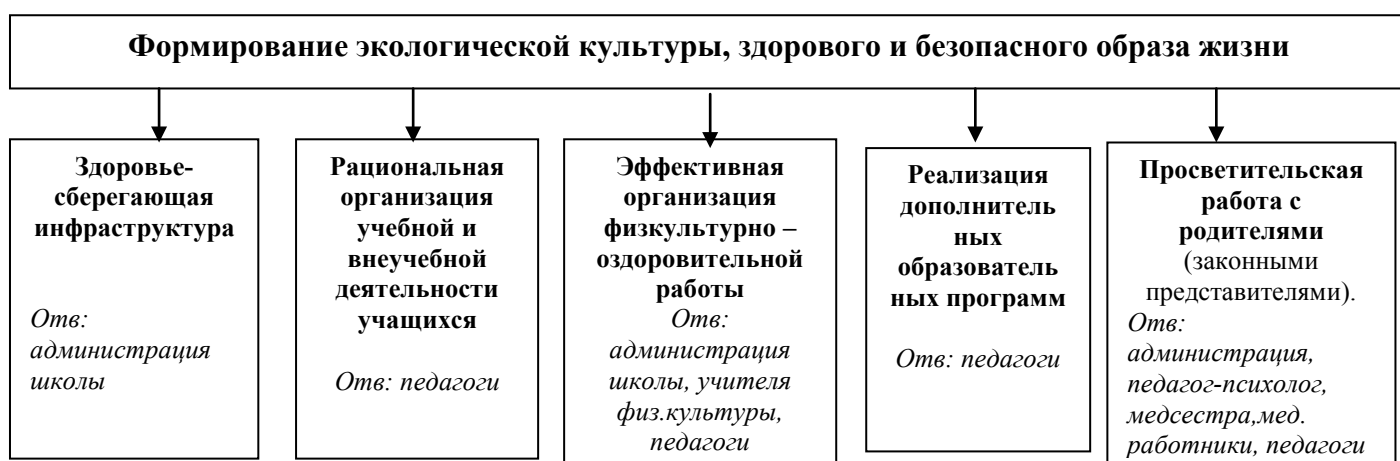 Формирование экологической культуры, здорового и безопасного образа жизни
Здоровье-
сберегающая
инфраструктура
Отв:
администрация
школы
Рациональная
организация
учебной и
внеучебной
деятельности
учащихся
Отв: педагоги
Эффективная
организация
физкультурно –
оздоровительной
работы
Отв:
администрация
школы, учителя
физ.культуры,
педагоги
Реализация
дополнитель
ных
образователь
ных программ
Отв: педагоги
Просветительская
работа с
родителями
(законными
представителями).
Отв:
администрация,
педагог-психолог,
медсестра,мед.
работники, педагоги